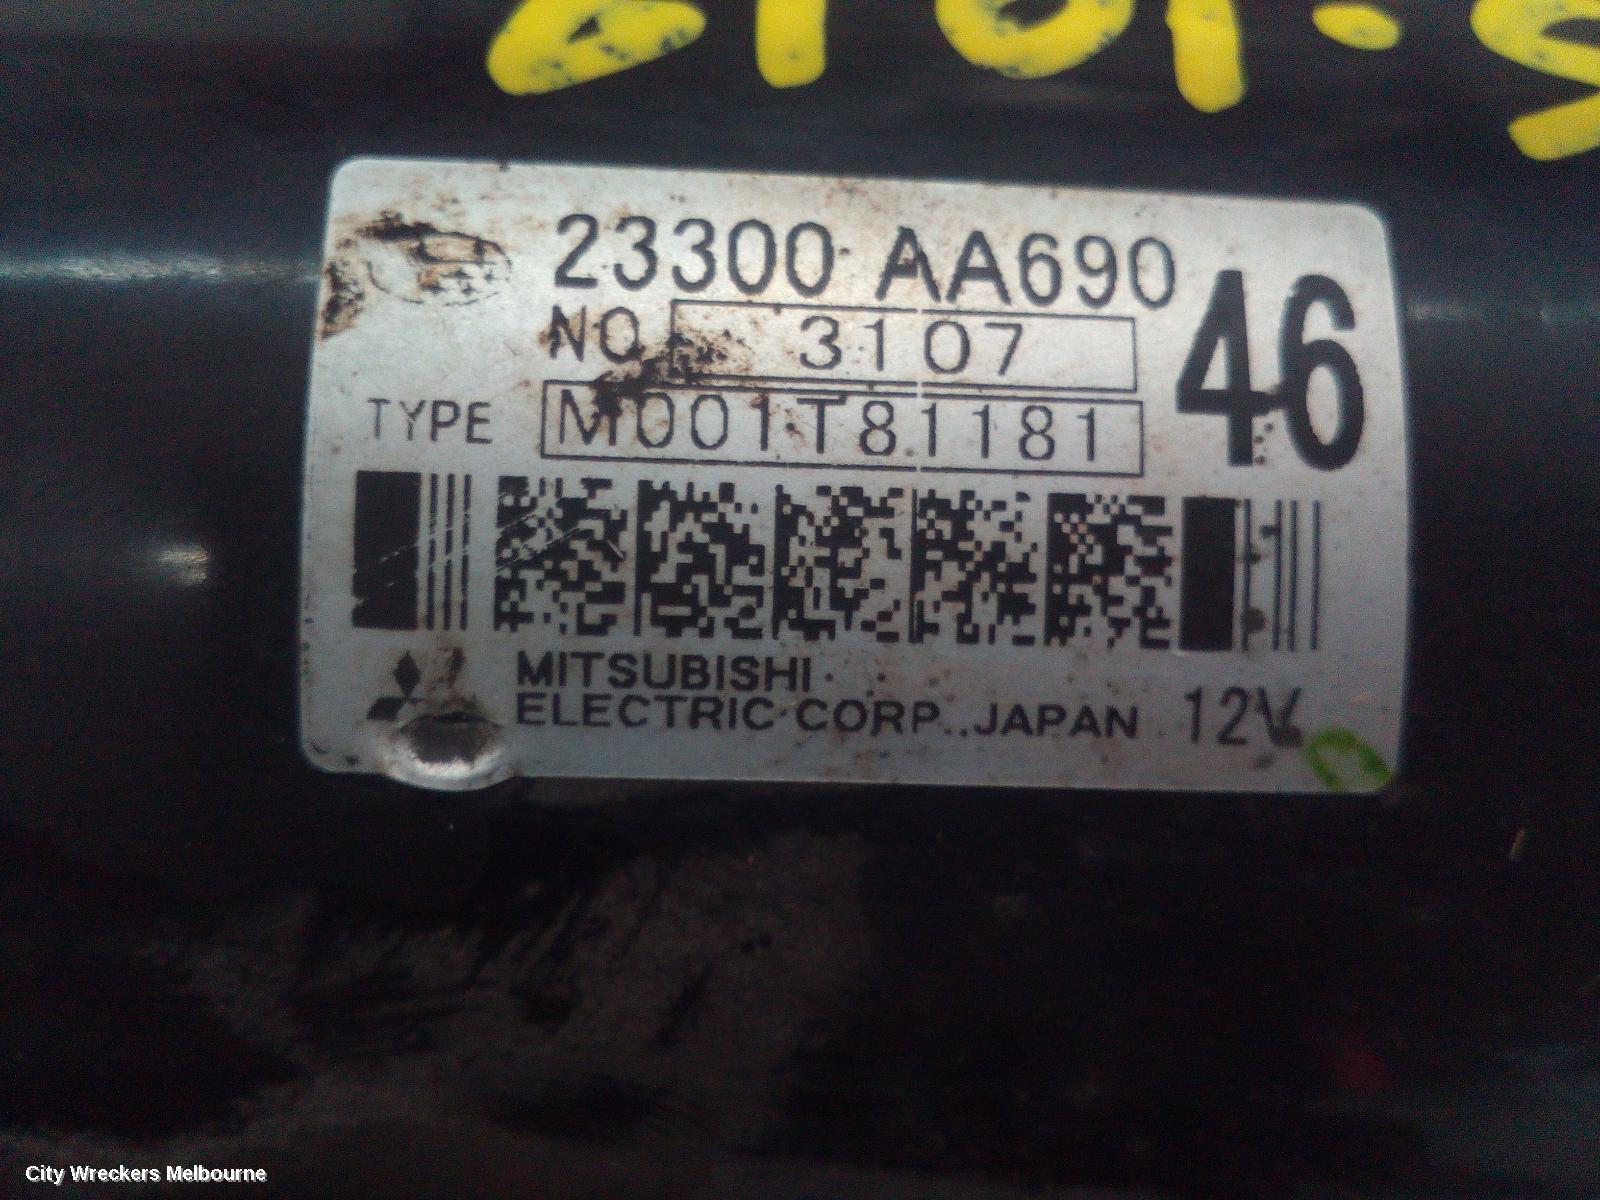 23300 AA690
46
NO 3107
TYPE M001T81181
MITSUBISHI
ELECTRIC CORP., JAPAN 12V
City Wreckers Melbourne